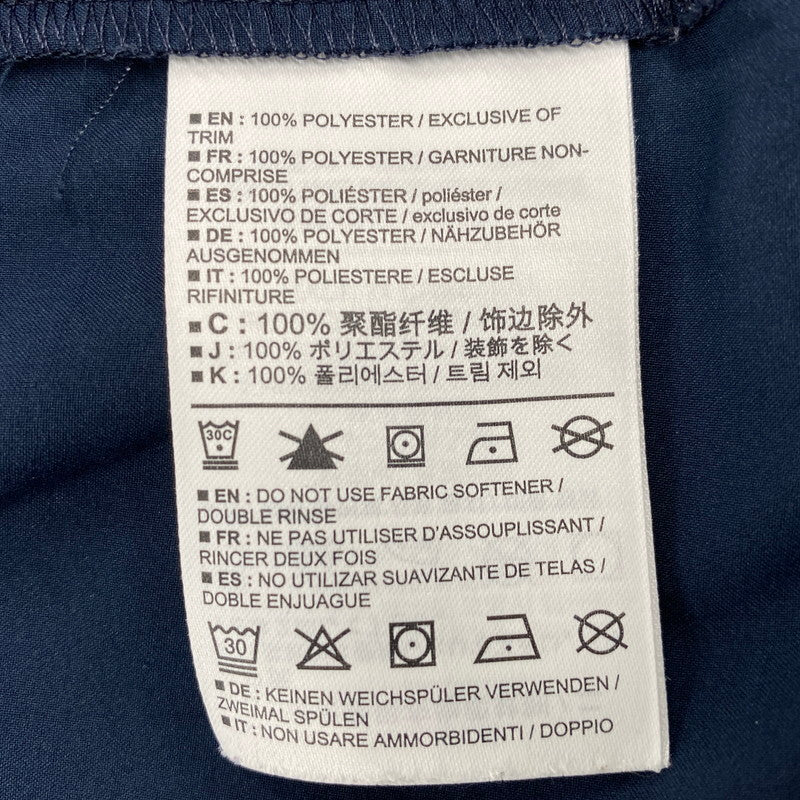 ■ EN : 100% POLYESTER / EXCLUSIVE OF
TRIM
■ FR : 100% POLYESTER / GARNITURE NON-
COMPRISE
■ ES : 100% POLIÉSTER / poliéster /
EXCLUSIVO DE CORTE / exclusivo de corte
■ DE : 100% POLYESTER / NÄHZUBEHÖR
AUSGENOMMEN
■ IT : 100% POLIESTERE / ESCLUSE
RIFINITURE
■ C : 100% 聚酯纤维 / 饰边除外
■ J : 100% ポリエステル / 装飾を除く
■ K : 100% 폴리에스터 / 트림 제외
30C
■ EN : DO NOT USE FABRIC SOFTENER /
DOUBLE RINSE
■ FR : NE PAS UTILISER D'ASSOUPLISSANT /
RINCER DEUX FOIS
■ ES : NO UTILIZAR SUAVIZANTE DE TELAS /
DOBLE ENJUAGUE
30
■ DE : KEINEN WEICHSPÜLER VERWENDEN /
ZWEIMAL SPÜLEN
■ IT : NON USARE AMMORBIDENTI / DOPPIO